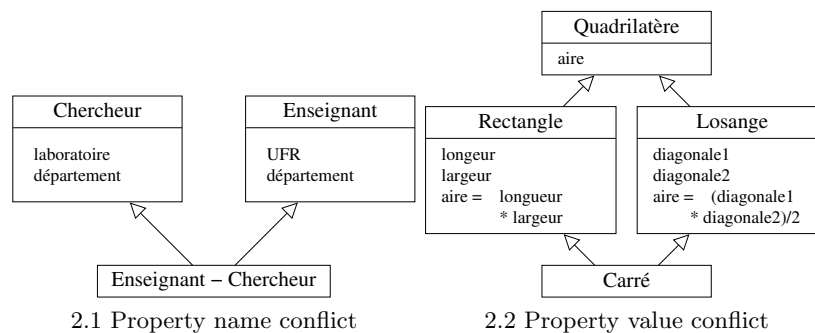 Chercheur
laboratoire
département
Enseignant
UFR
département
Enseignant − Chercheur
2.1 Property name conflict
Quadrilatère
aire
Rectangle
longeur
largeur
aire = longueur
* largeur
Losange
diagonale1
diagonale2
aire = (diagonale1
* diagonale2)/2
Carré
2.2 Property value conflict